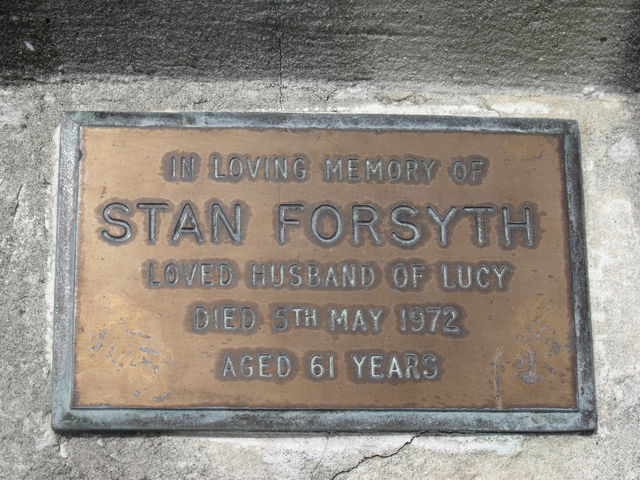 IN LOVING MEMORY OF
STAN FORSYTH
LOVED HUSBAND OF LUCY
DIED 5TH MAY 1972
AGED 61 YEARS